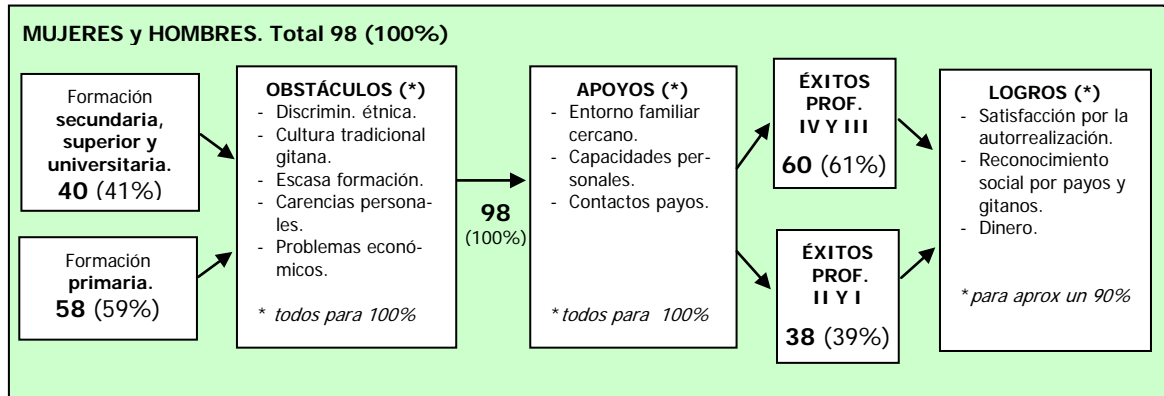 MUJERES y HOMBRES. Total 98 (100%)
Formación
secundaria,
superior y
universitaria.
40 (41%)
Formación
primaria.
58 (59%)
OBSTÁCULOS (*)
- Discrimin. étnica.
- Cultura tradicional
gitana.
- Escasa formación.
- Carencias persona-
les.
- Problemas econó-
micos.
* todos para 100%
98
(100%)
APOYOS (*)
- Entorno familiar
cercano.
- Capacidades per-
sonales.
- Contactos payos.
*todos para 100%
ÉXITOS
PROF.
IV Y III
60 (61%)
ÉXITOS
PROF.
II Y I
38 (39%)
LOGROS (*)
- Satisfacción por la
autorrealización.
- Reconocimiento
social por payos y
gitanos.
- Dinero.
*para aprox un 90%